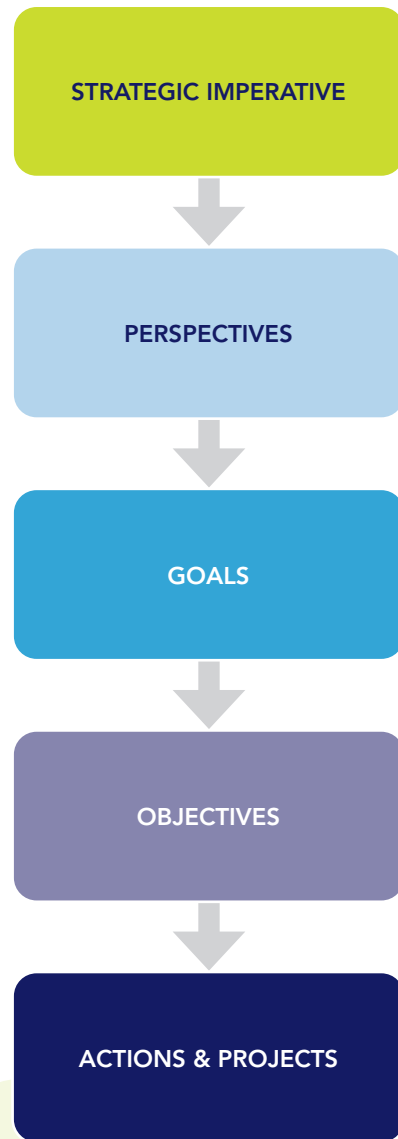 STRATEGIC IMPERATIVE
PERSPECTIVES
GOALS
OBJECTIVES
ACTIONS & PROJECTS